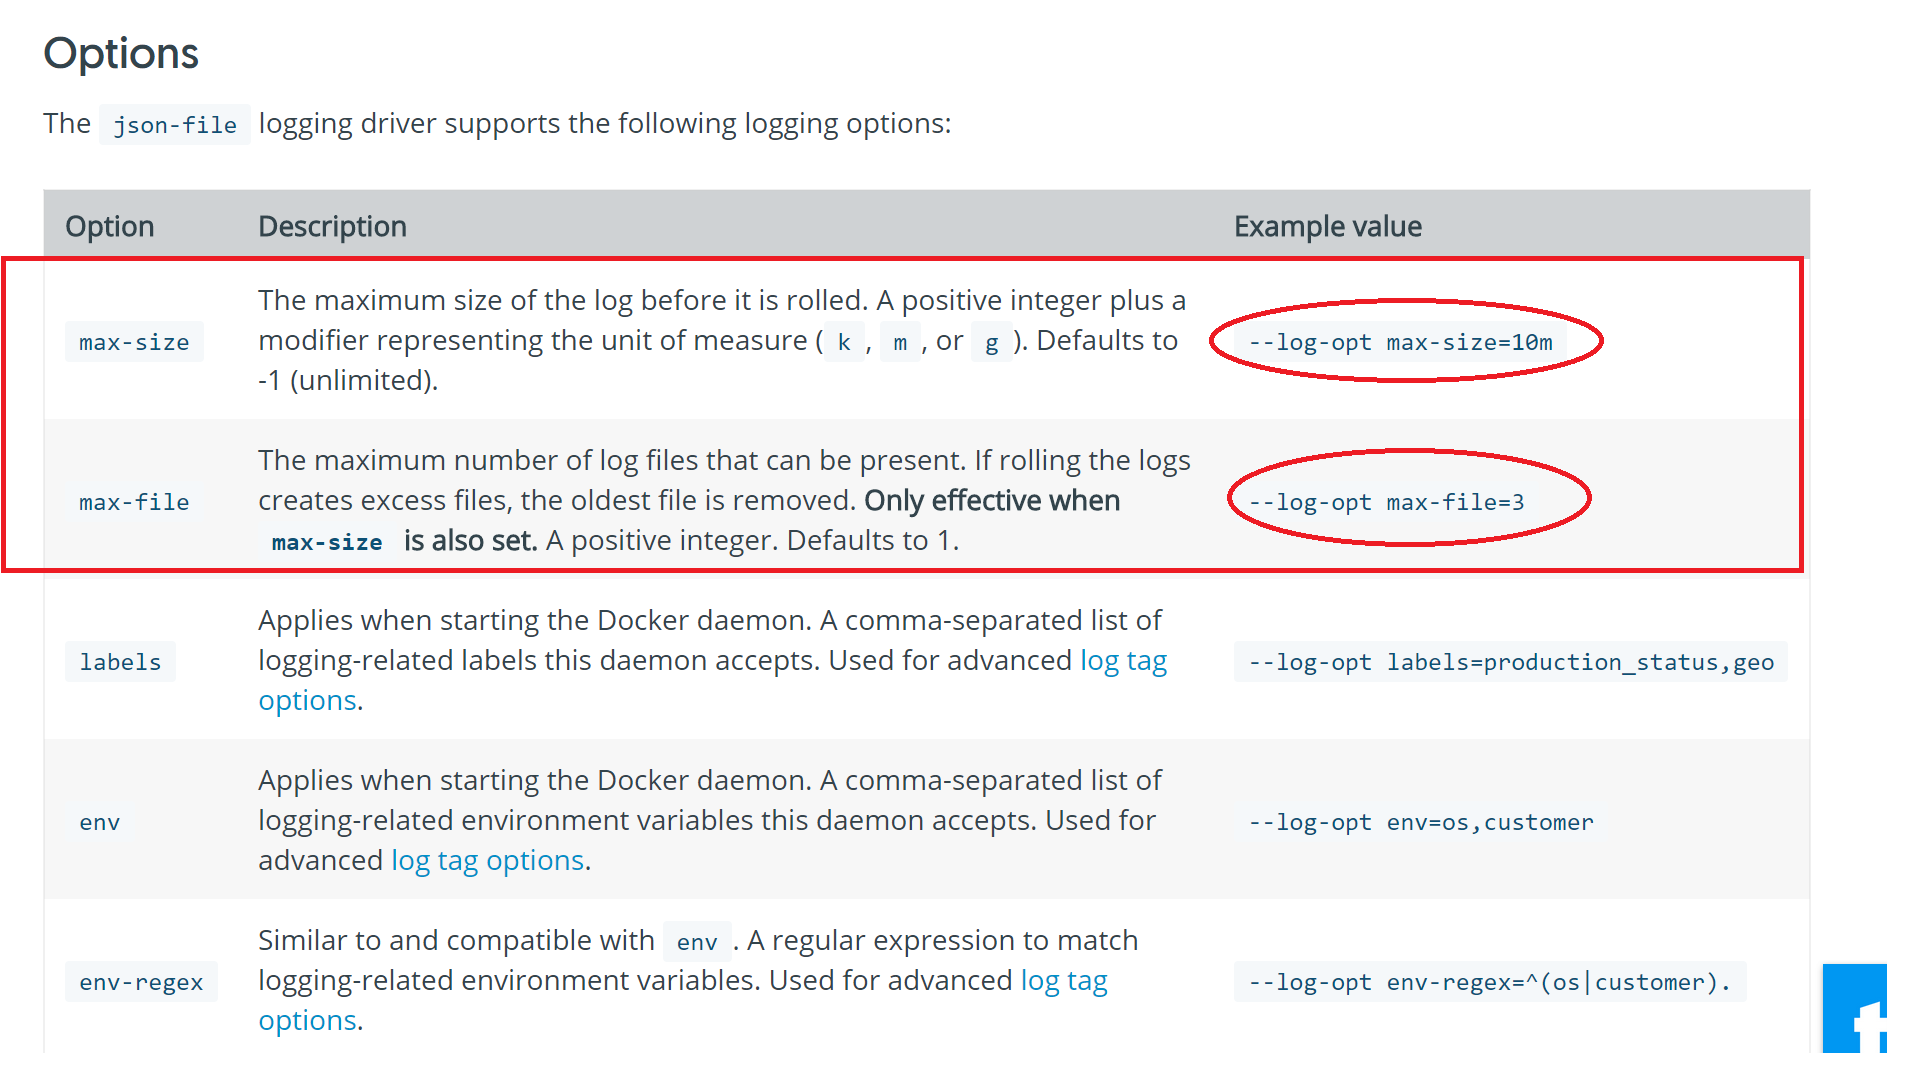 Options
The json-file logging driver supports the following logging options:
Option Description Example value
The maximum size of the log before it is rolled. A positive integer plus a
max-size modifier representing the unit of measure ( k , m , or g ). Defaults to --log-opt max-size=10m
-1 (unlimited).
The maximum number of log files that can be present. If rolling the logs
max-file creates excess files, the oldest file is removed. Only effective when --log-opt max-file=3
max-size is also set. A positive integer. Defaults to 1.
Applies when starting the Docker daemon. A comma-separated list of
labels logging-related labels this daemon accepts. Used for advanced log tag --log-opt labels=production_status,geo
options.
Applies when starting the Docker daemon. A comma-separated list of
env logging-related environment variables this daemon accepts. Used for --log-opt env=os,customer
advanced log tag options.
Similar to and compatible with env . A regular expression to match
env-regex logging-related environment variables. Used for advanced log tag --log-opt env-regex=^(os|customer).
options.